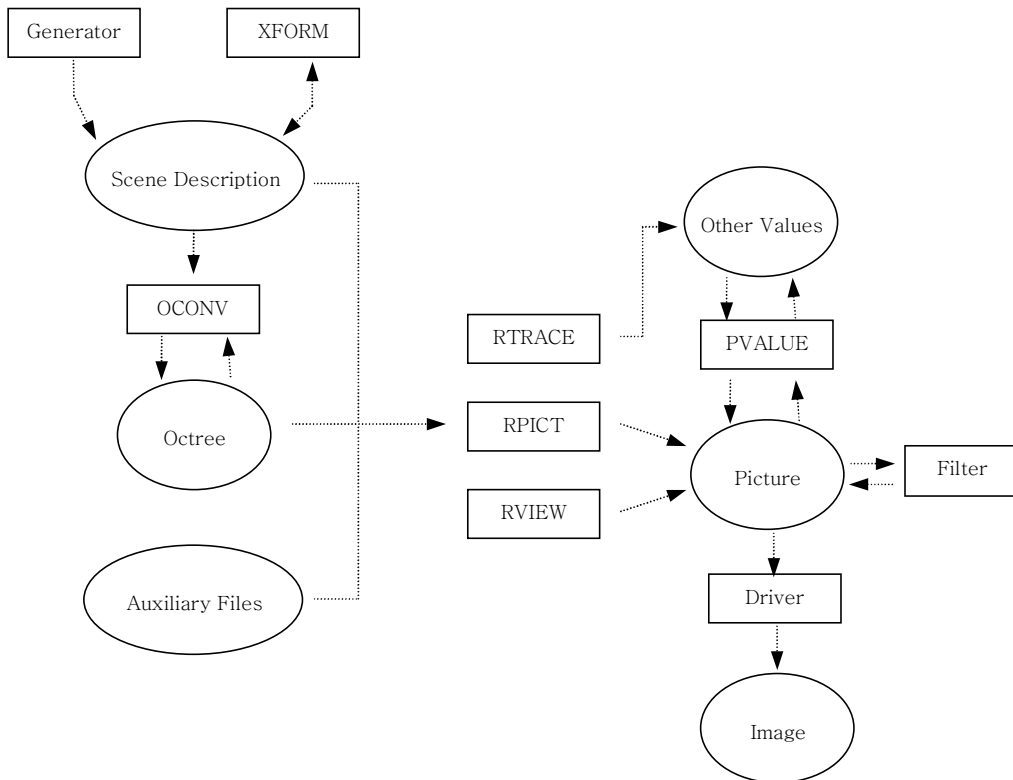 Generator
XFORM
Scene Description
Other Values
OCONV
RTRACE
PVALUE
Octree
RPICT
Picture
Filter
RVIEW
Auxiliary Files
Driver
Image